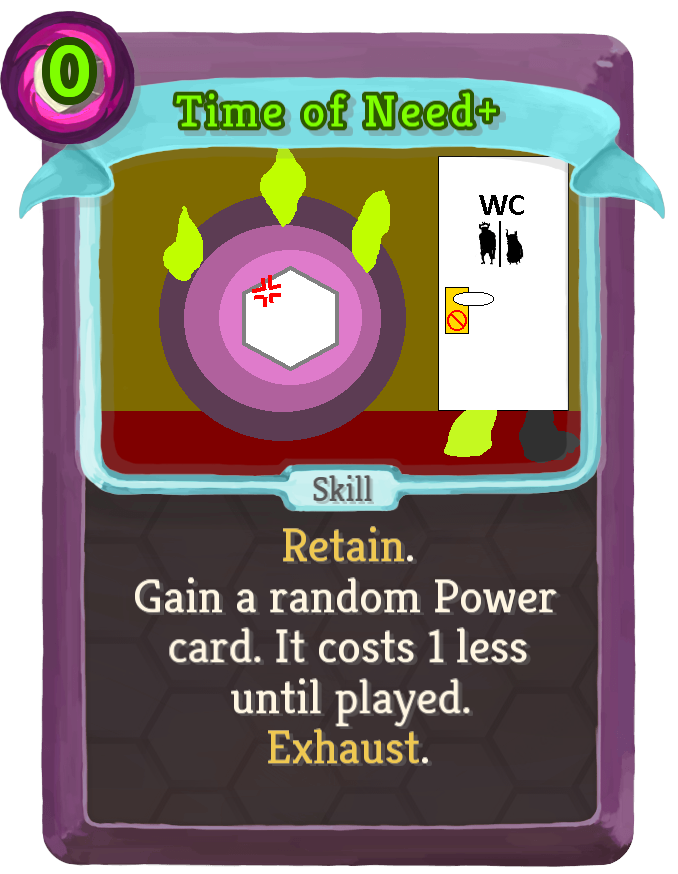 0
Time of Need+
WC
Skill
Retain.
Gain a random Power
card. It costs 1 less
until played.
Exhaust.